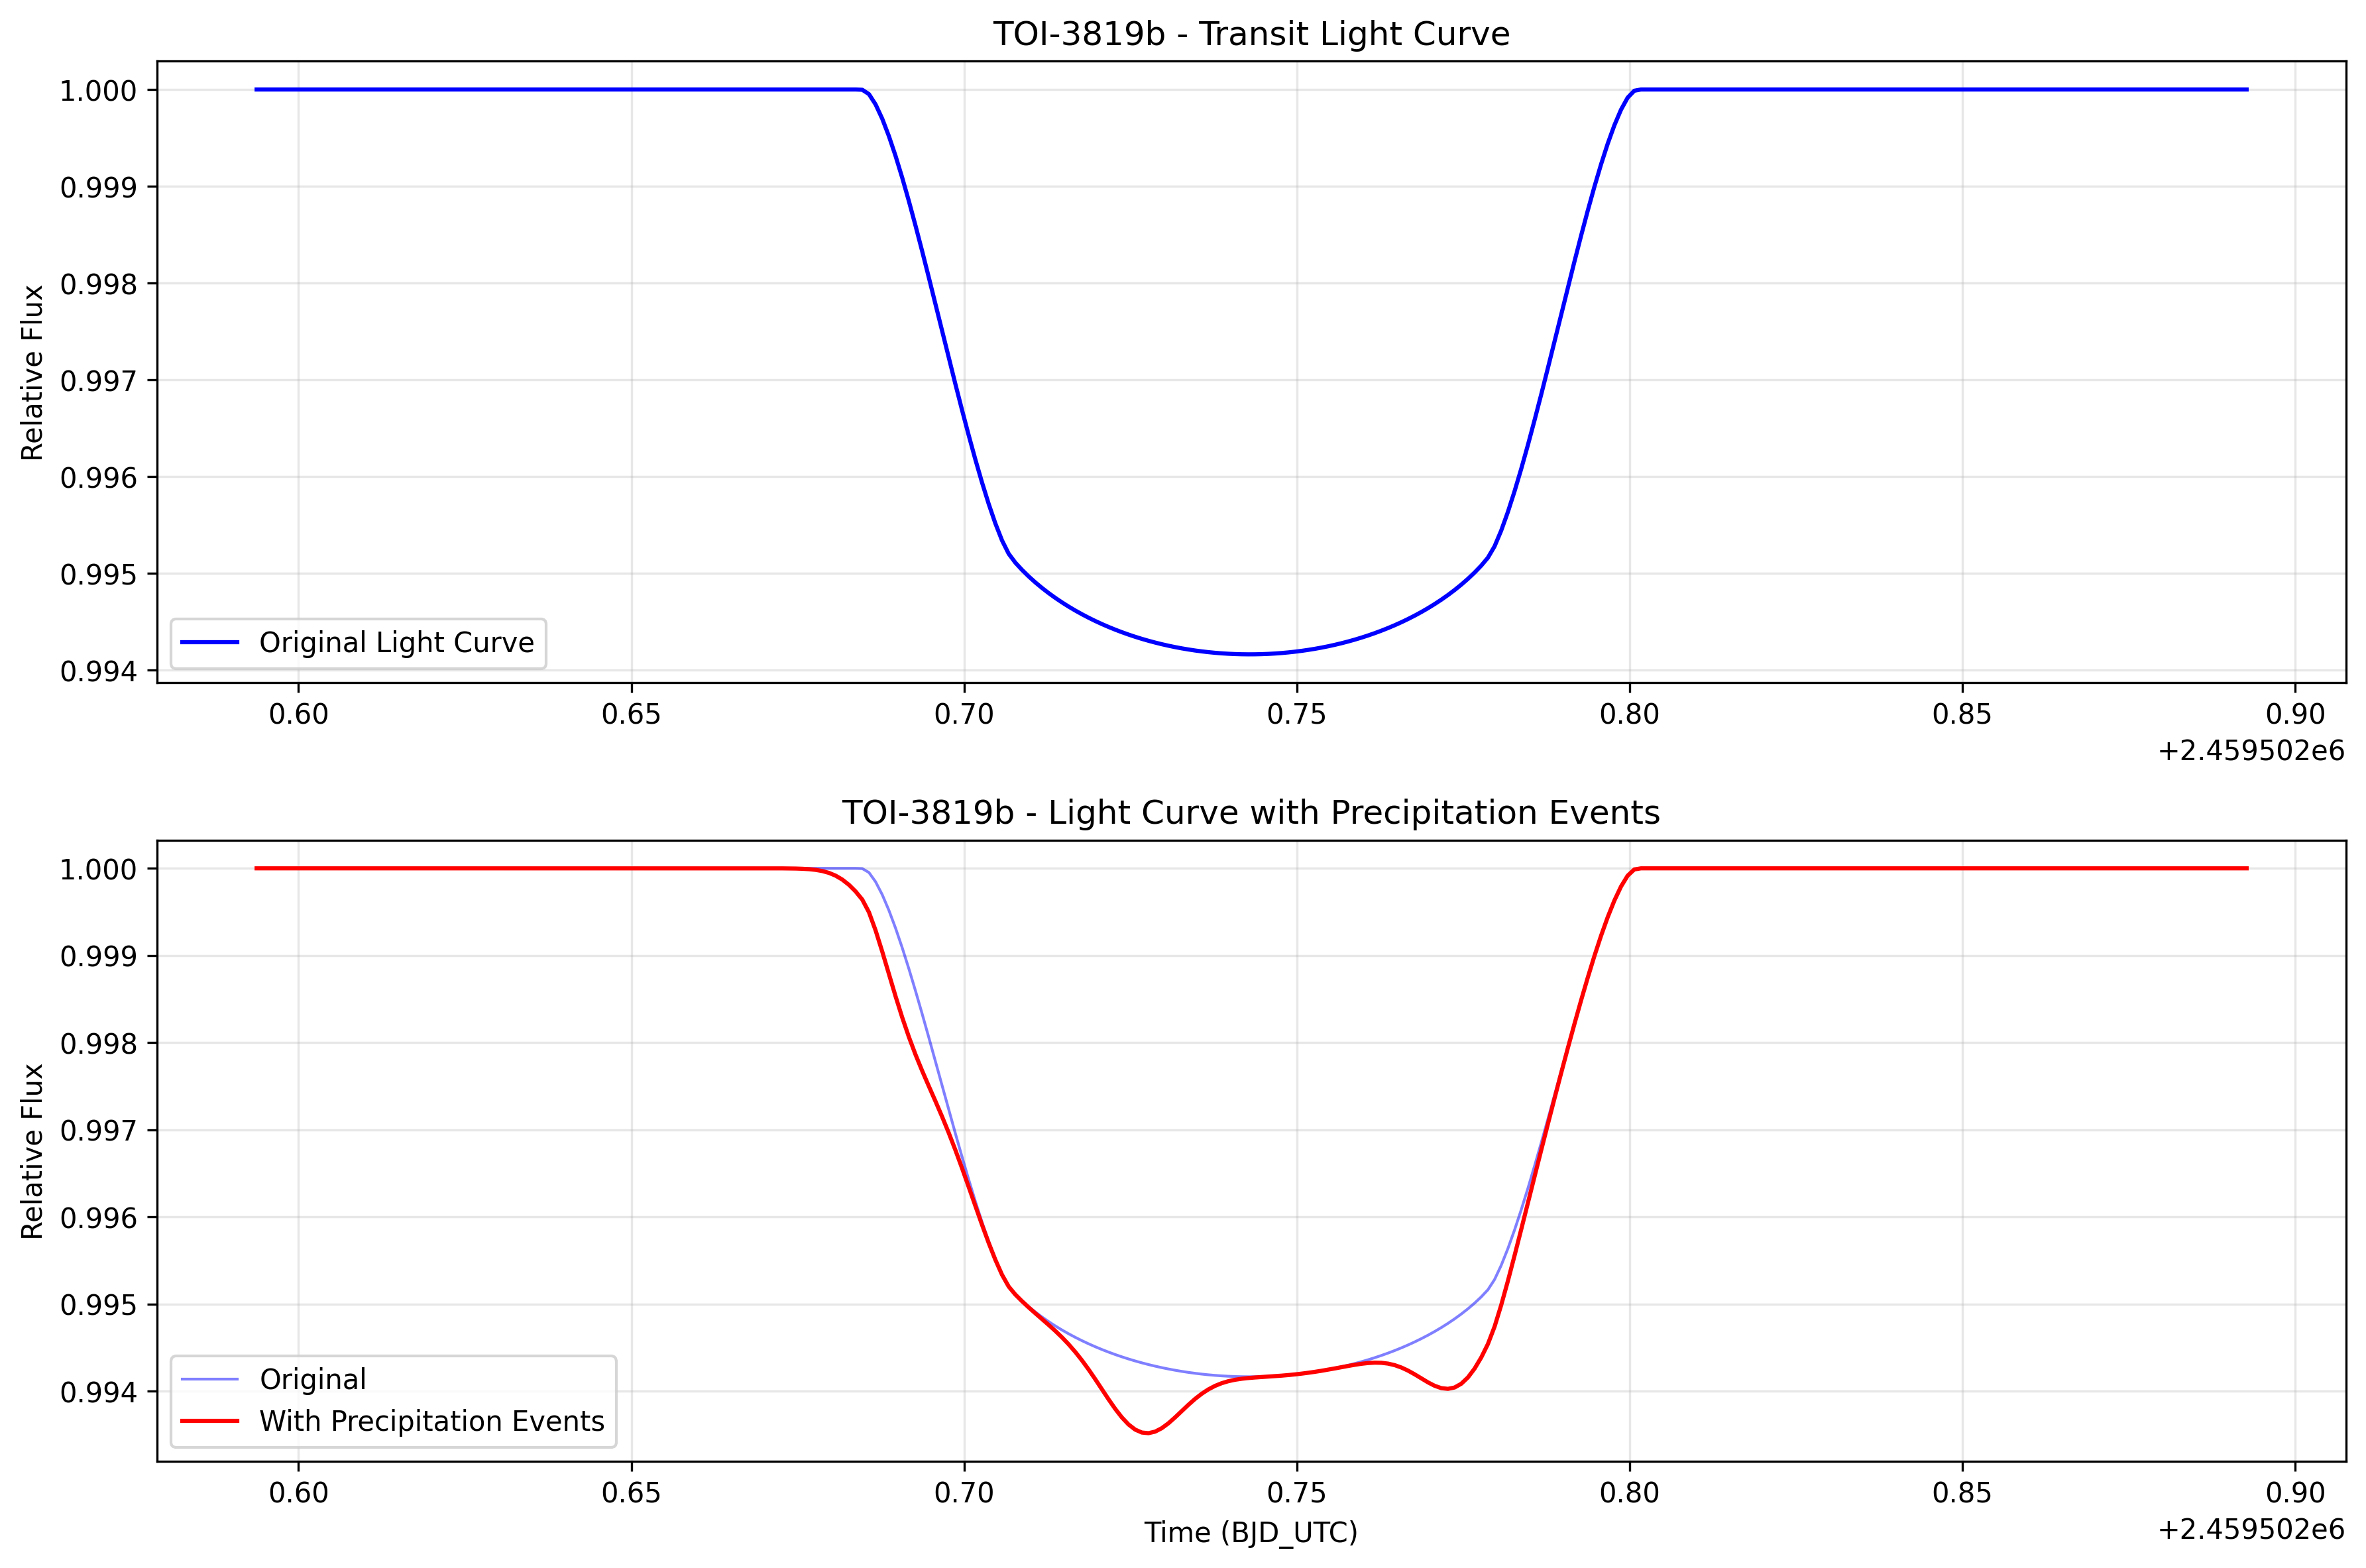 TOI-3819b - Transit Light Curve
1.000
0.999
0.998
0.997
0.996
0.995
0.994
Relative Flux
Original Light Curve
0.60 0.65 0.70 0.75 0.80 0.85 0.90
+2.459502e6
TOI-3819b - Light Curve with Precipitation Events
1.000
0.999
0.998
0.997
0.996
0.995
0.994
Relative Flux
Original
With Precipitation Events
0.60 0.65 0.70 0.75 0.80 0.85 0.90
Time (BJD_UTC)
+2.459502e6